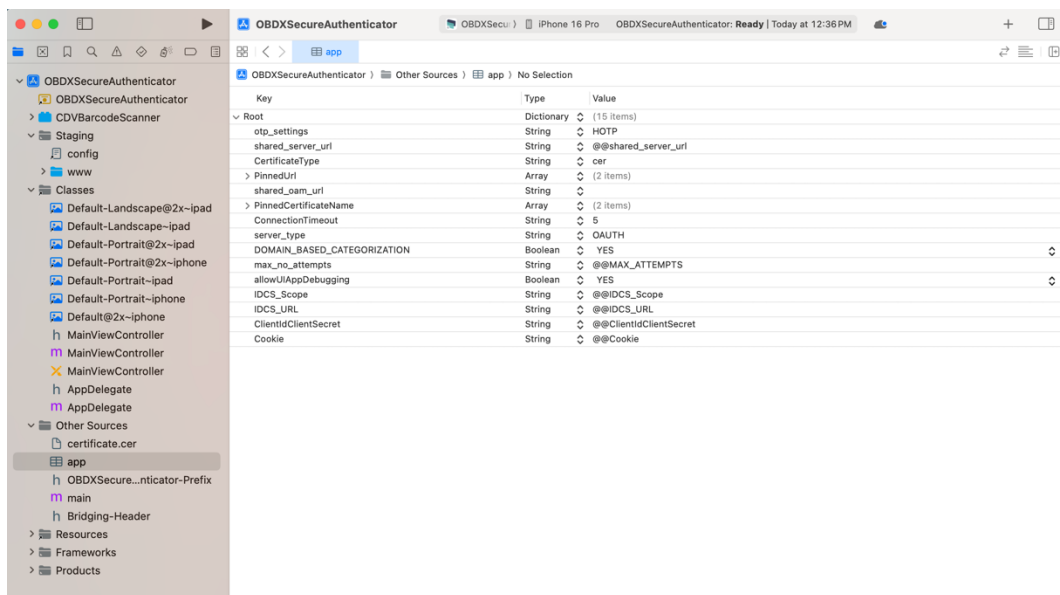 OBDXSecureAuthenticator
OBDXSecu
iPhone 16 Pro
OBDXSecureAuthenticator: Ready | Today at 12:36 PM
app
OBDXSecureAuthenticator
OBDXSecureAuthenticator
CDVBarcodeScanner
Staging
config
www
Classes
Default-Landscape@2x~ipad
Default-Landscape~ipad
Default-Portrait@2x~ipad
Default-Portrait@2x~iphone
Default-Portrait~ipad
Default-Portrait~iphone
Default@2x~iphone
h MainViewController
m MainViewController
MainViewController
h AppDelegate
m AppDelegate
Other Sources
certificate.cer
app
h OBDXSecure...nticator-Prefix
m main
h Bridging-Header
Resources
Frameworks
Products
OBDXSecureAuthenticator 〉 Other Sources 〉 app 〉 No Selection
Key Type Value
Root Dictionary (15 items)
otp_settings String HOTP
shared_server_url String @@shared_server_url
CertificateType String cer
PinnedUrl Array (2 items)
shared_oam_url String
PinnedCertificateName Array (2 items)
ConnectionTimeout String 5
server_type String OAUTH
DOMAIN_BASED_CATEGORIZATION Boolean YES
max_no_attempts String @@MAX_ATTEMPTS
allowUIAppDebugging Boolean YES
IDCS_Scope String @@IDCS_Scope
IDCS_URL String @@IDCS_URL
ClientIdClientSecret String @@ClientIdClientSecret
Cookie String @@Cookie